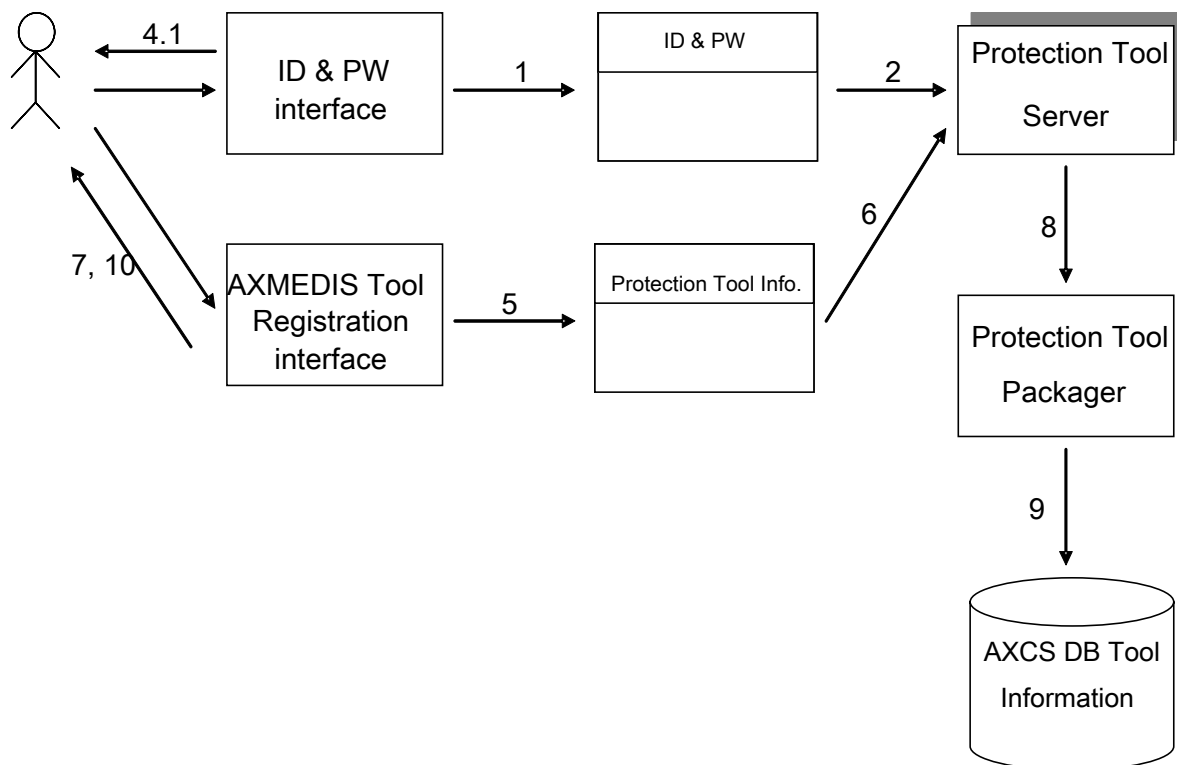 4.1
ID & PW
interface
1
ID & PW
2
Protection Tool
Server
7, 10
AXMEDIS Tool
Registration
interface
5
Protection Tool Info.
6
8
Protection Tool
Packager
9
AXCS DB Tool
Information